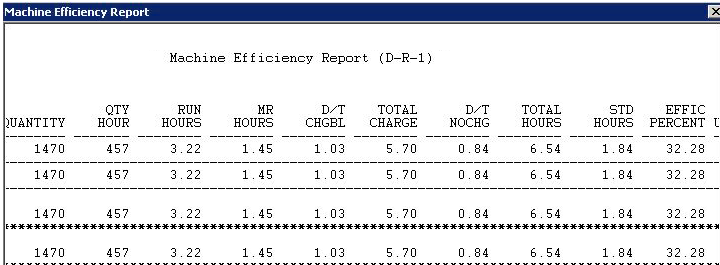 Machine Efficiency Report
Machine Efficiency Report (D-R-1)
QTY RUN MR D/T TOTAL D/T TOTAL STD EFFIC
QUANTITY HOUR HOURS HOURS CHGBL CHARGE NOCHG HOURS HOURS PERCENT U
1470 457 3.22 1.45 1.03 5.70 0.84 6.54 1.84 32.28
1470 457 3.22 1.45 1.03 5.70 0.84 6.54 1.84 32.28
1470 457 3.22 1.45 1.03 5.70 0.84 6.54 1.84 32.28
1470 457 3.22 1.45 1.03 5.70 0.84 6.54 1.84 32.28